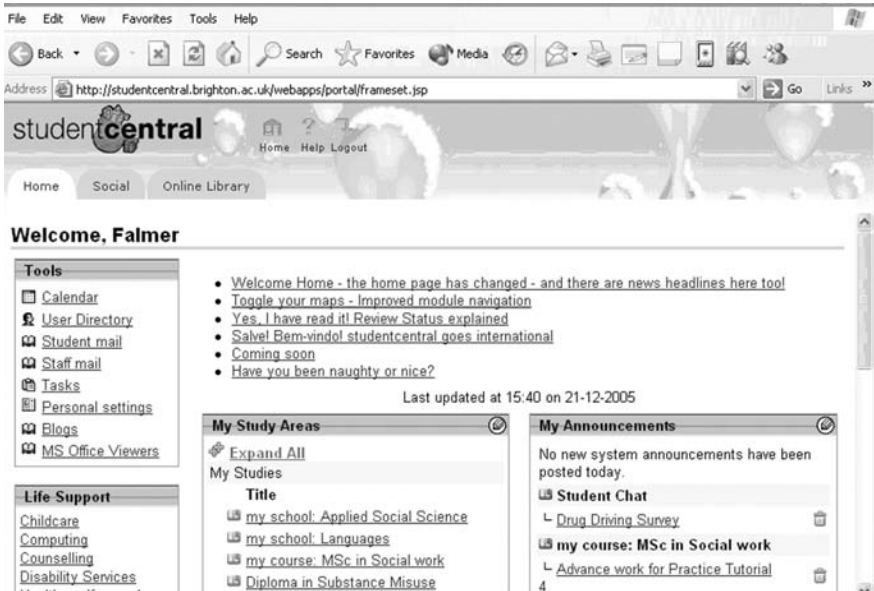 File Edit View Favorites Tools Help
Back Search Favorites Media
Address http://studentcentral.brighton.ac.uk/webapps/portal/frameset.jsp Go Links »
studentcentral
Home Help Logout
Home Social Online Library
Welcome, Falmer
Tools
Calendar
User Directory
Student mail
Staff mail
Tasks
Personal settings
Blogs
MS Office Viewers
Life Support
Childcare
Computing
Counselling
Disability Services
• Welcome Home - the home page has changed - and there are news headlines here too!
• Toggle your maps - Improved module navigation
• Yes, I have read it! Review Status explained
• Salve! Bem-vindo! studentcentral goes international
• Coming soon
• Have you been naughty or nice?
Last updated at 15:40 on 21-12-2005
My Study Areas
Expand All
My Studies
Title
my school: Applied Social Science
my school: Languages
my course: MSc in Social work
Diploma in Substance Misuse
My Announcements
No new system announcements have been
posted today.
Student Chat
Drug Driving Survey
my course: MSc in Social work
Advance work for Practice Tutorial
4